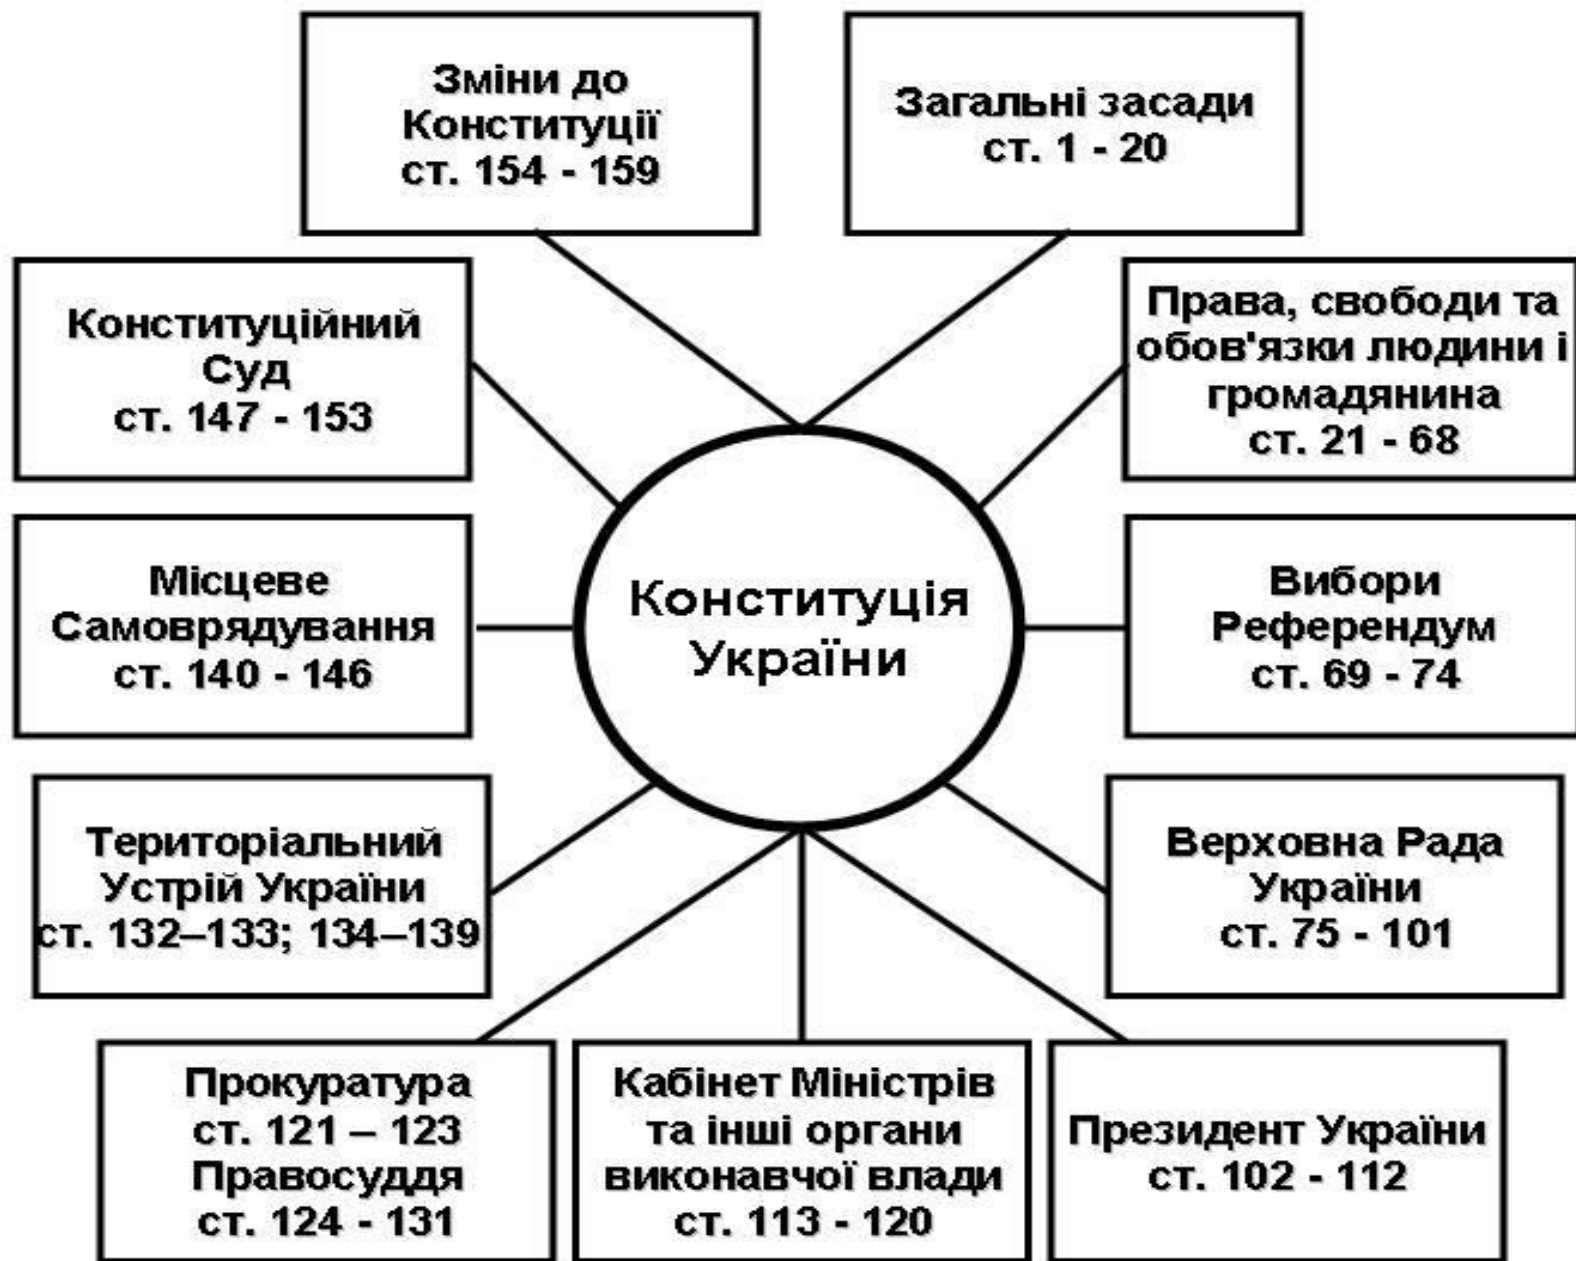 Зміни до
Конституції
ст. 154 - 159
Загальні засади
ст. 1 - 20
Конституційний
Суд
ст. 147 - 153
Права, свободи та
обов'язки людини і
громадянина
ст. 21 - 68
Місцеве
Самоврядування
ст. 140 - 146
Конституція
України
Вибори
Референдум
ст. 69 - 74
Територіальний
Устрій України
ст. 132–133; 134–139
Верховна Рада
України
ст. 75 - 101
Прокуратура
ст. 121 – 123
Правосуддя
ст. 124 - 131
Кабінет Міністрів
та інші органи
виконавчої влади
ст. 113 - 120
Президент України
ст. 102 - 112